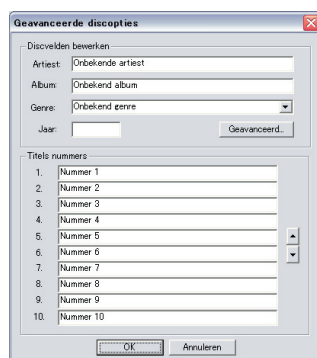 Geavanceerde discopties
Discvelden bewerken
Artiest: Onbekende artiest
Album: Onbekend album
Genre: Onbekend genre
Jaar:
Geavanceerd...
Titels nummers
1. Nummer 1
2. Nummer 2
3. Nummer 3
4. Nummer 4
5. Nummer 5
6. Nummer 6
7. Nummer 7
8. Nummer 8
9. Nummer 9
10. Nummer 10
OK Annuleren